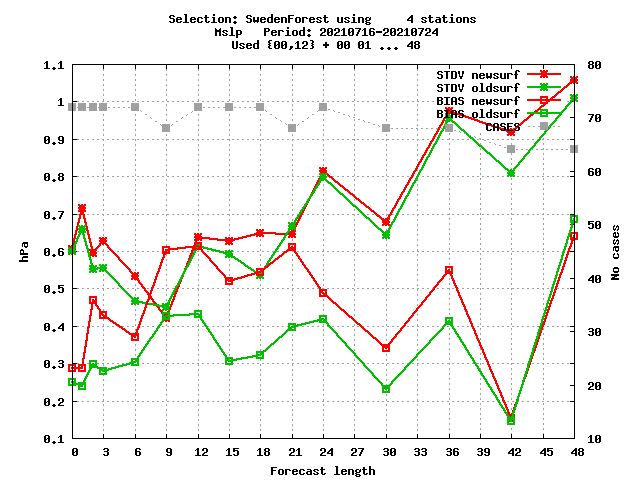 Selection: SwedenForest using     4 stations
Mslp   Period: 20210716-20210724
Used {00,12} + 00 01 ... 48
1.1
1
0.9
0.8
0.7
0.6
0.5
0.4
0.3
0.2
0.1
hPa
STDV newsurf
STDV oldsurf
BIAS newsurf
BIAS oldsurf
CASES
80
70
60
50
40
30
20
10
No cases
0 3 6 9 12 15 18 21 24 27 30 33 36 39 42 45 48
Forecast length